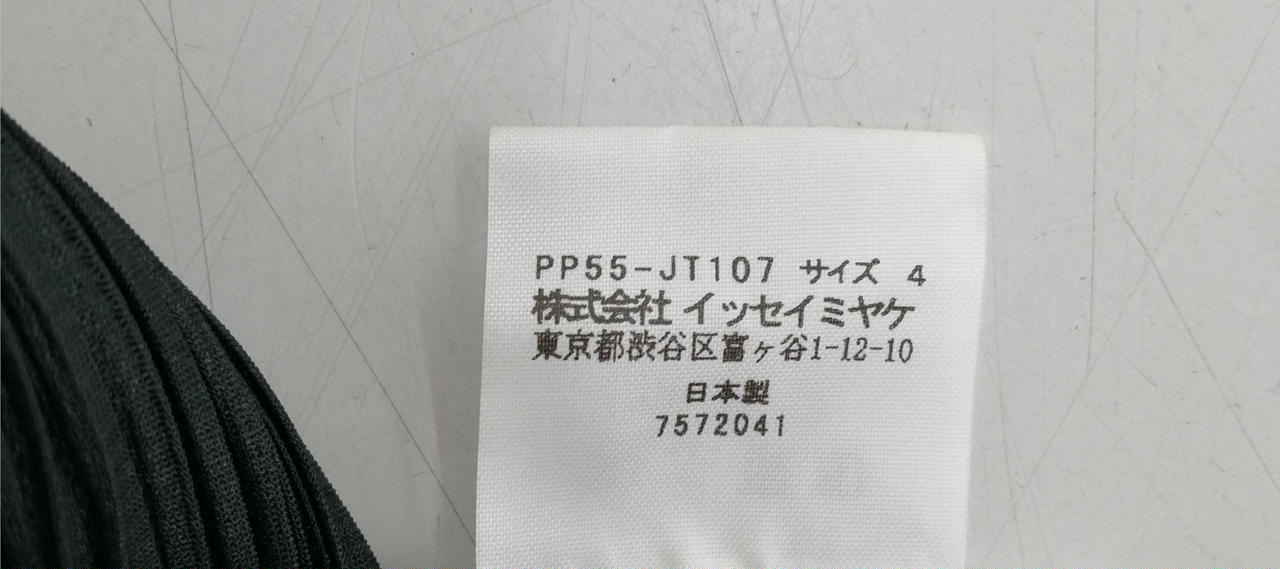 PP55-JT107 サイズ 4
株式会社 イッセイミヤケ
東京都渋谷区富ヶ谷1-12-10
日本製
7572041